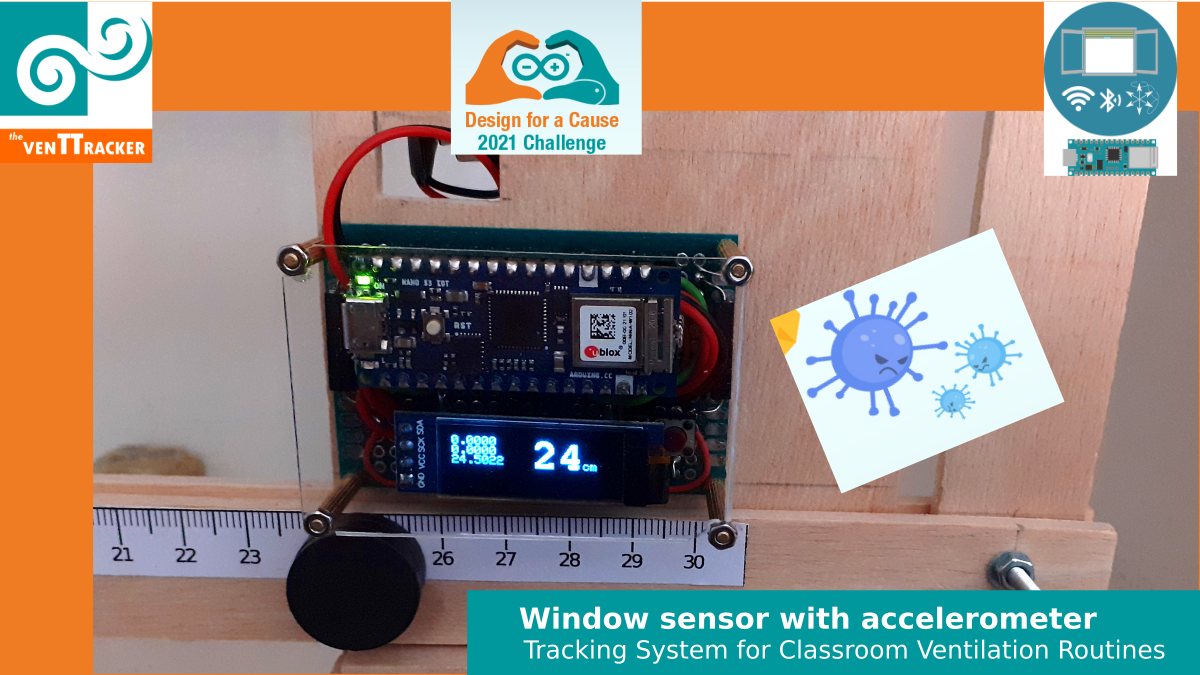 the VENTTRACKER
Design for a Cause
2021 Challenge
ON
NANO 33 IOT
RST
ublox
ARDUINO.CC
GND VCC SCK SDA
0.0000
0.0000
24.5022
24cm
21 22 23 26 27 28 29 30
Window sensor with accelerometer
Tracking System for Classroom Ventilation Routines